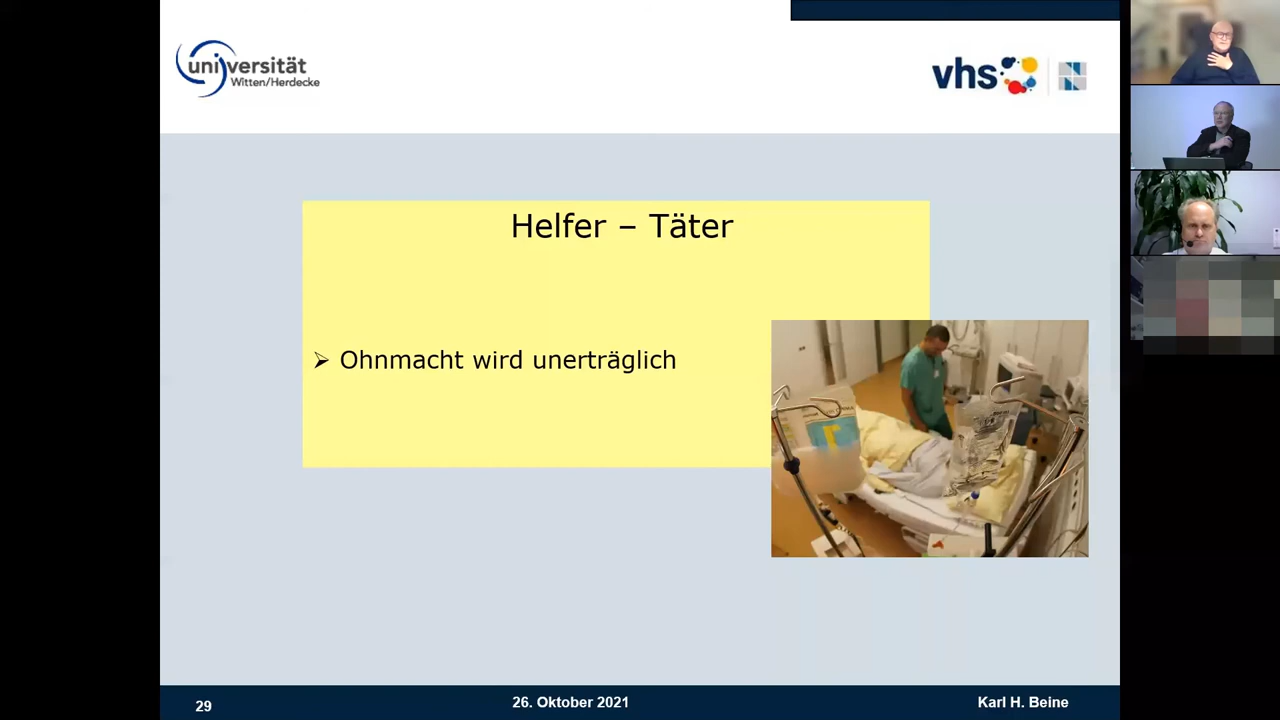 universität
Witten/Herdecke
vhs
Helfer – Täter
➢ Ohnmacht wird unerträglich
29
26. Oktober 2021
Karl H. Beine